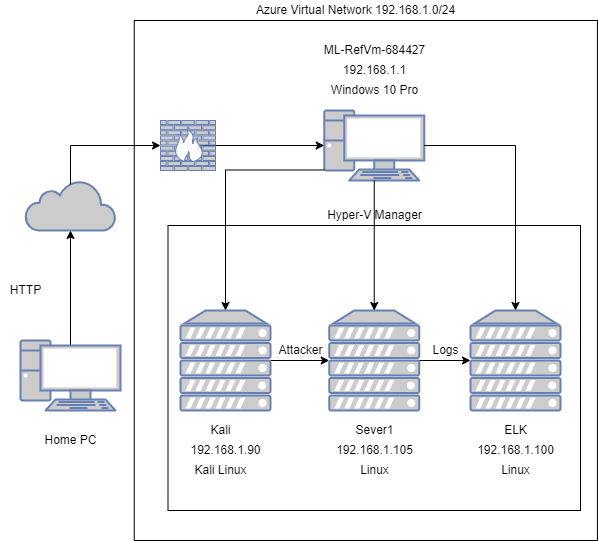 Azure Virtual Network 192.168.1.0/24
ML-RefVm-684427
192.168.1.1
Windows 10 Pro
Hyper-V Manager
HTTP
Home PC
Attacker
Logs
Kali
192.168.1.90
Kali Linux
Sever1
192.168.1.105
Linux
ELK
192.168.1.100
Linux